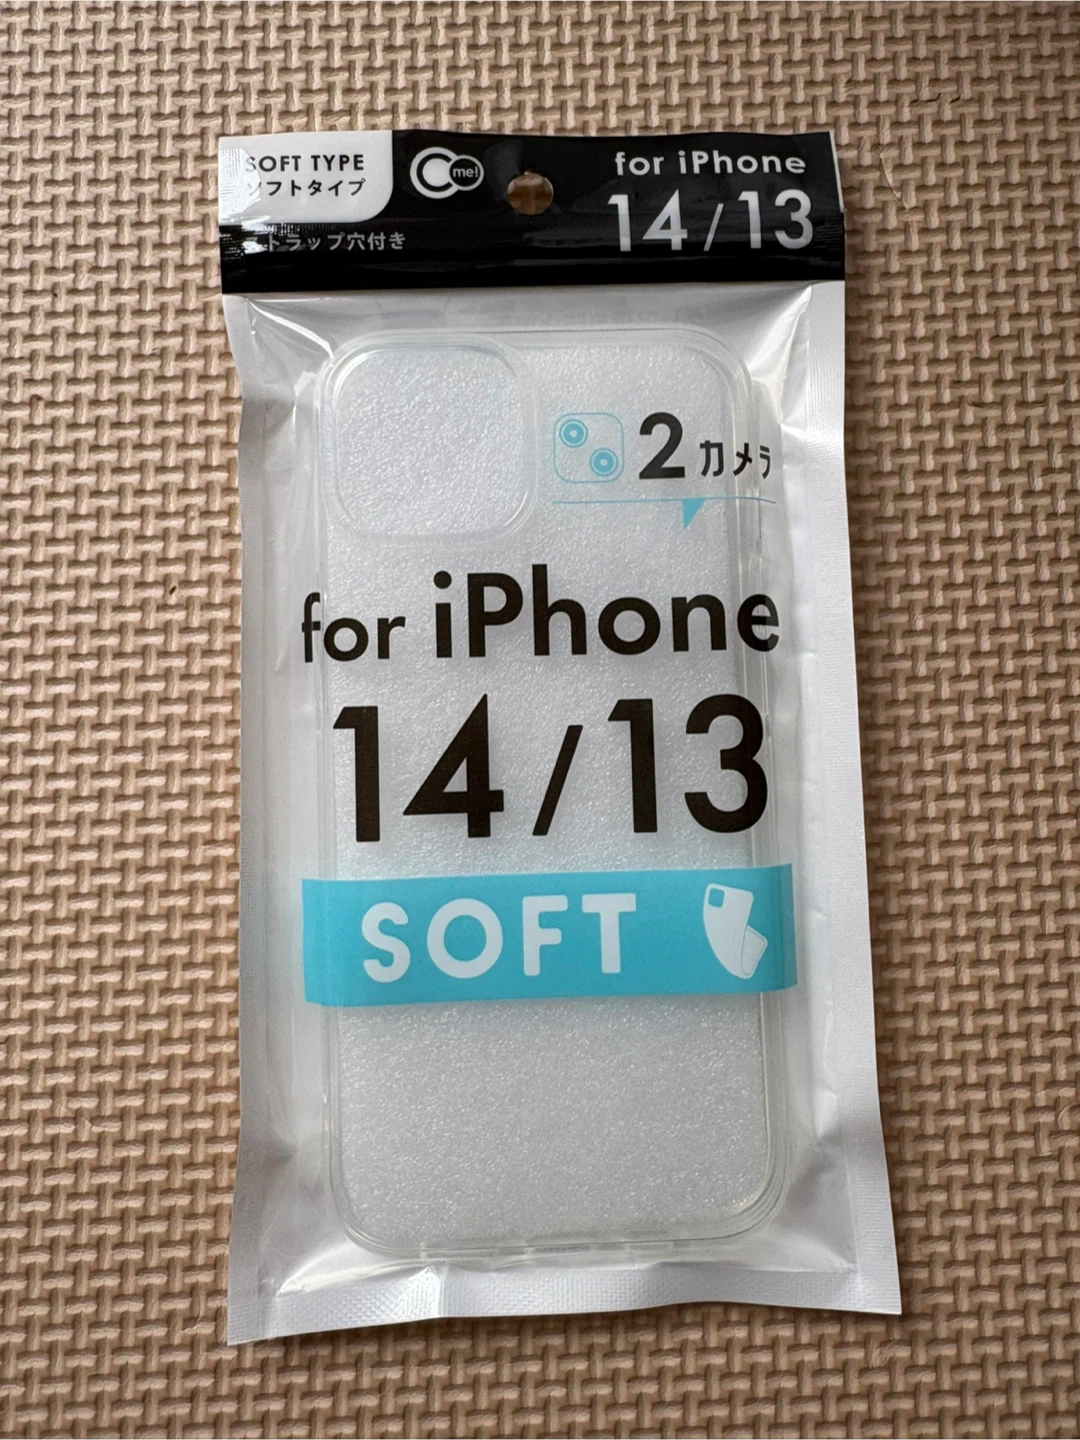 SOFT TYPE
ソフトタイプ
ストラップ穴付き
C me!
for iPhone
14/13
2カメラ
for iPhone
14/13
SOFT